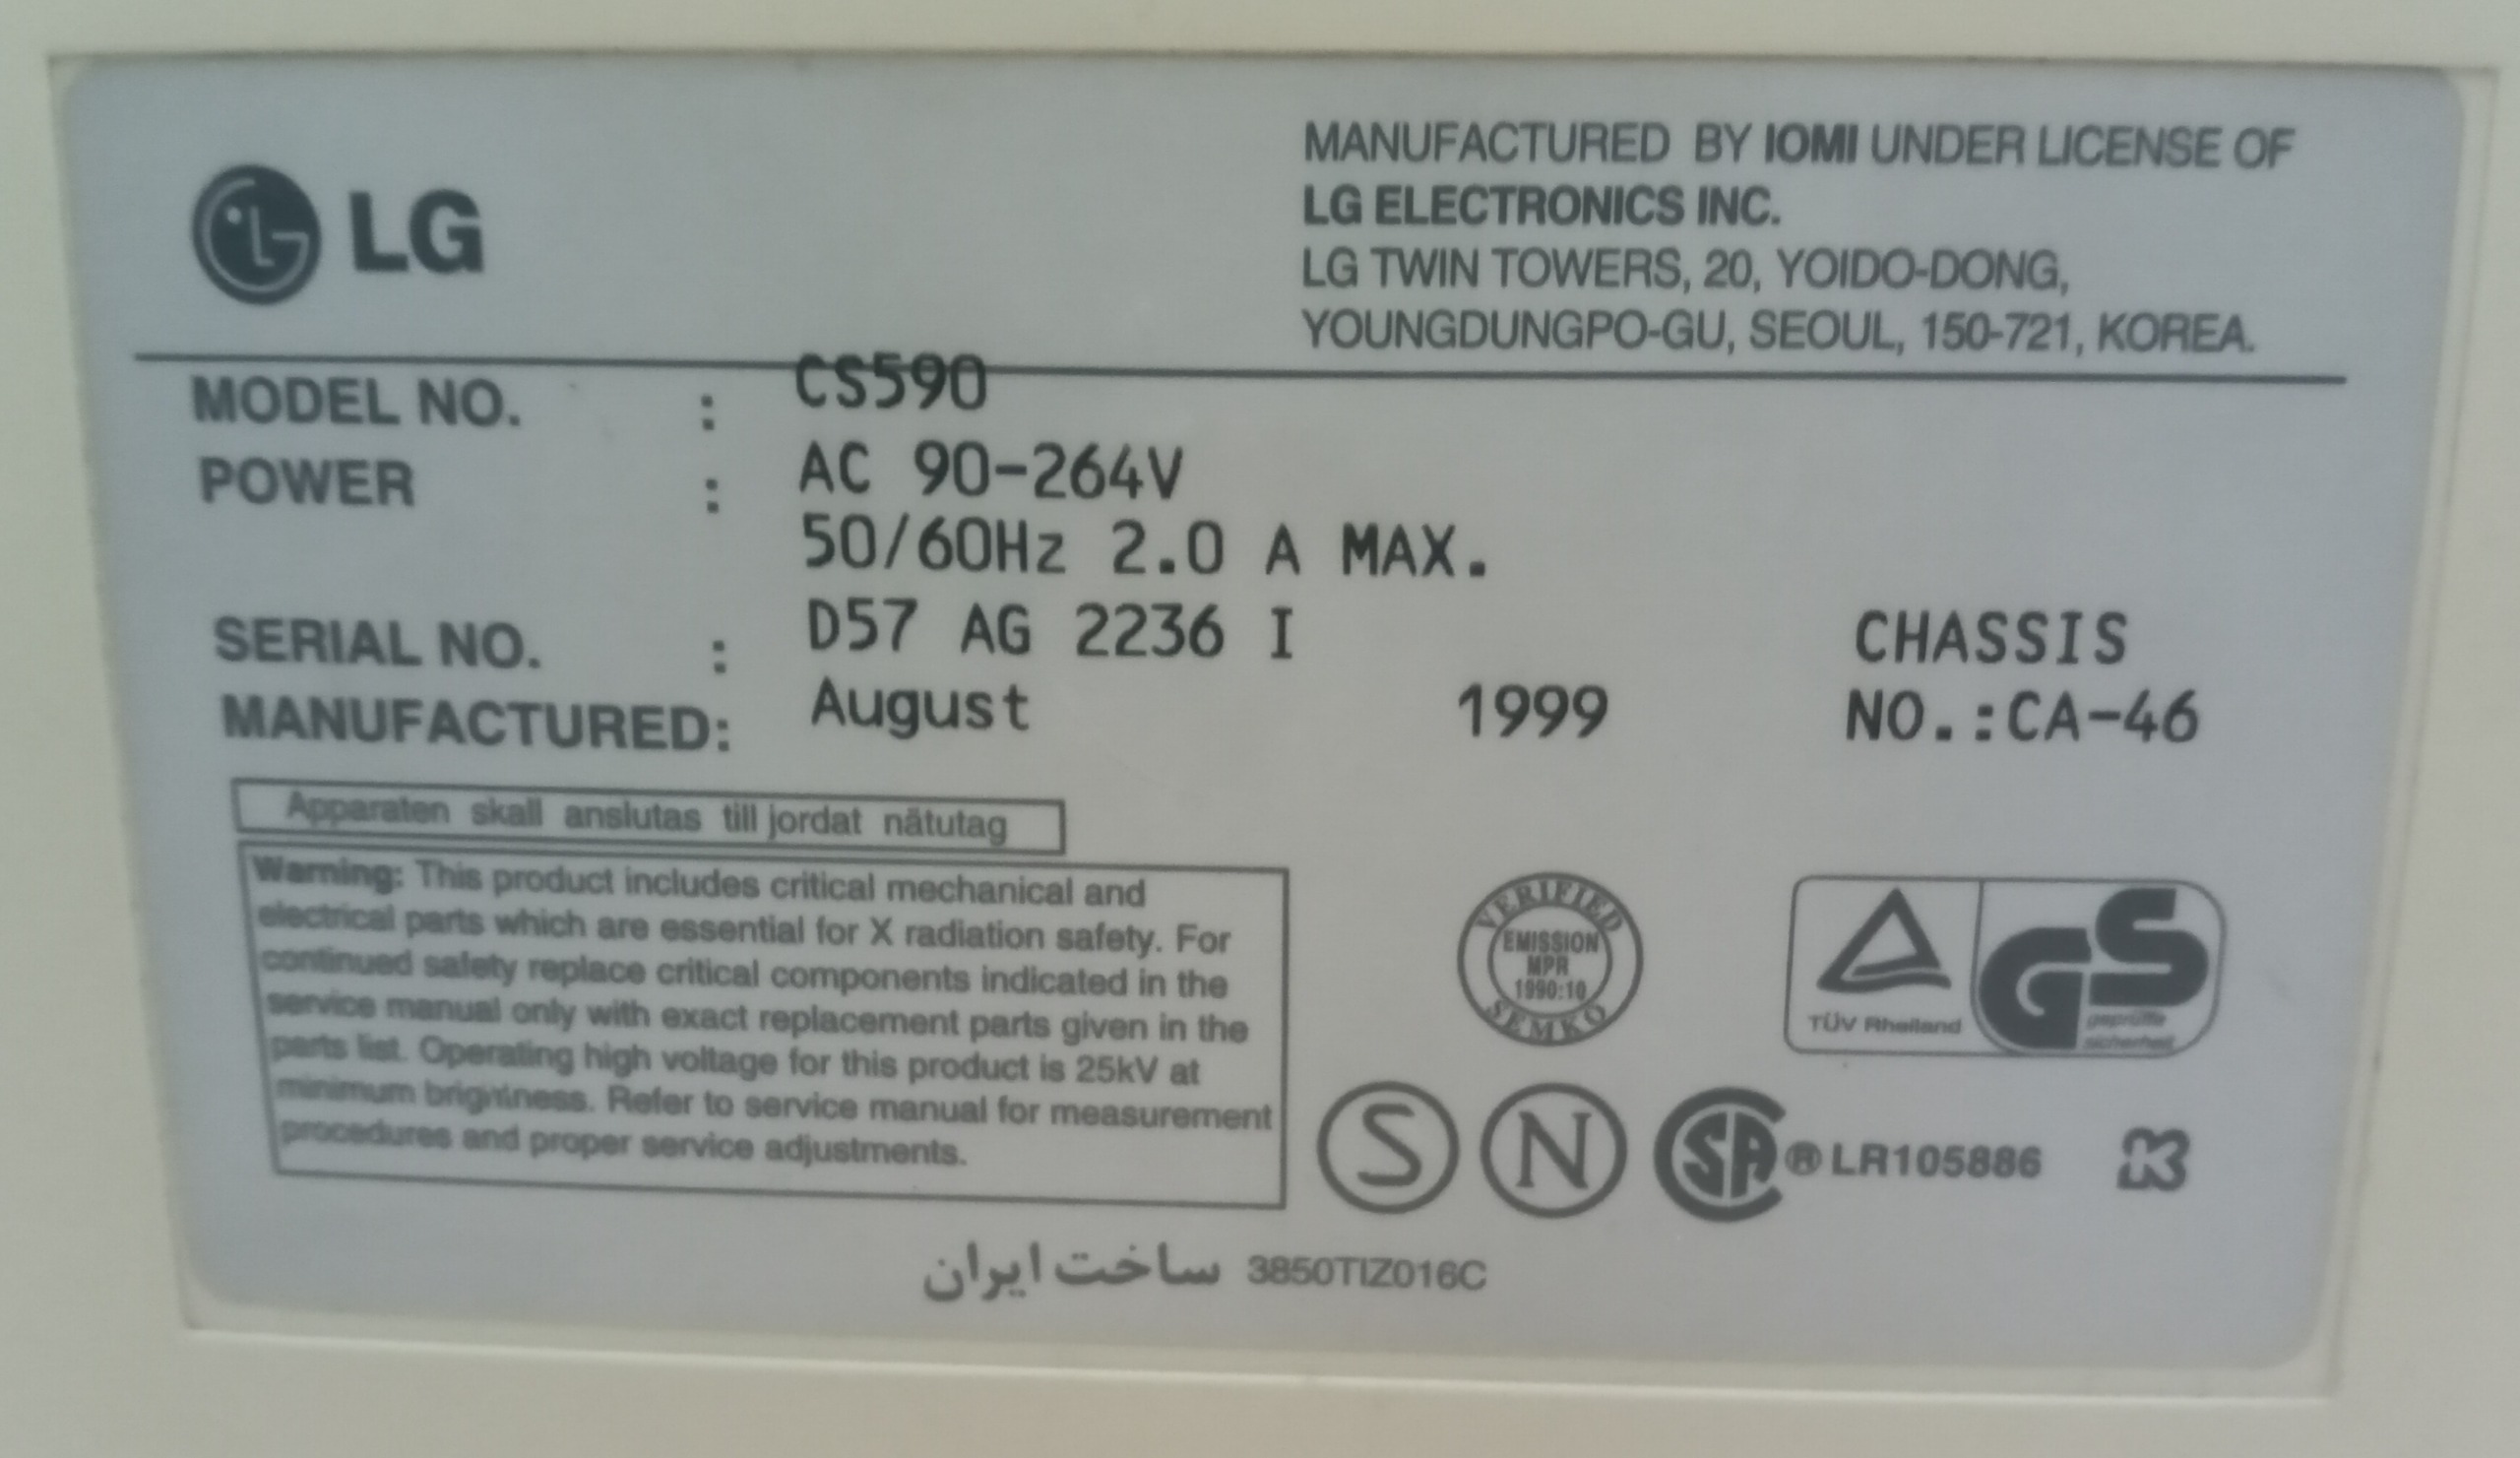 LG
MANUFACTURED BY IOMI UNDER LICENSE OF
LG ELECTRONICS INC.
LG TWIN TOWERS, 20, YOIDO-DONG,
YOUNGDUNGPO-GU, SEOUL, 150-721, KOREA.
MODEL NO. : CS590
POWER : AC 90-264V
50/60Hz 2.0 A MAX.
SERIAL NO. : D57 AG 2236 I
MANUFACTURED: August 1999
CHASSIS
NO.:CA-46
Apparaten skall anslutas till jordat nätutag
Warning: This product includes critical mechanical and
electrical parts which are essential for X radiation safety. For
continued safety replace critical components indicated in the
service manual only with exact replacement parts given in the
parts list. Operating high voltage for this product is 25kV at
minimum brightness. Refer to service manual for measurement
procedures and proper service adjustments.
VERIFIED
EMISSION
MPR
1990:10
SEMKO
TÜV Rheiland
GS
geprüfte
sicherheit
S
N
SA ® LR105886
ساخت ایران 3850TIZ016C